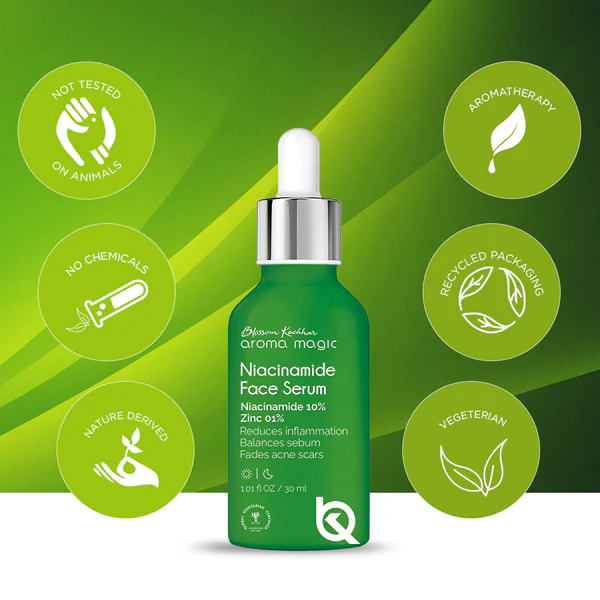 NOT TESTED
ON ANIMALS
AROMATHERAPY
NO CHEMICALS
RECYCLED PACKAGING
NATURE DERIVED
VEGETERIAN
Blossom Kochhar
aroma magic
Niacinamide
Face Serum
Niacinamide 10%
Zinc 01%
Reduces inflammation
Balances sebum
Fades acne scars
1.01 fl OZ / 30 ml